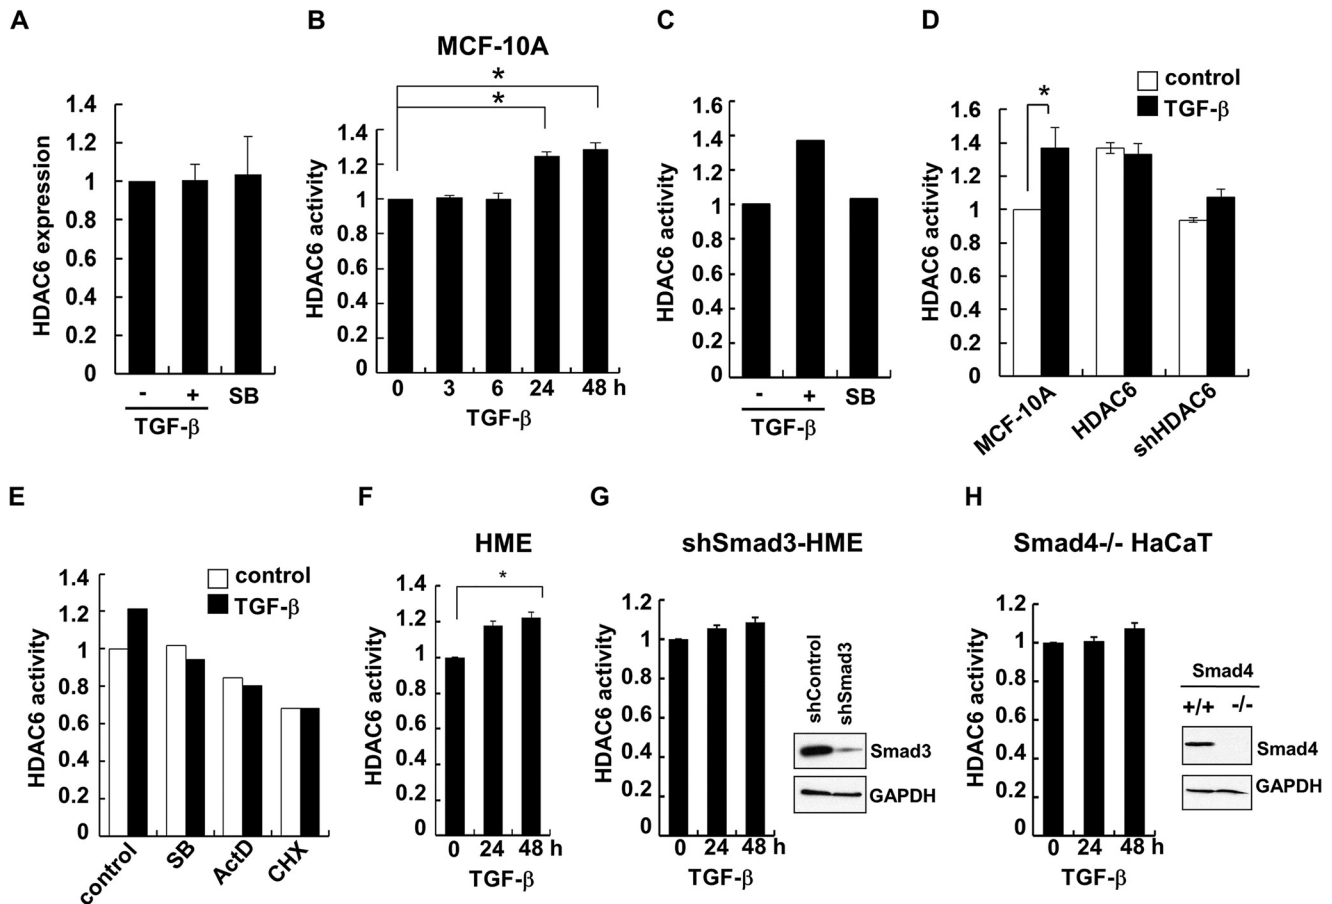 A
HDAC6 expression
1.4
1.2
1
0.8
0.6
0.4
0.2
0
- + SB
TGF-β
B
MCF-10A
* 
*
HDAC6 activity
1.4
1.2
1
0.8
0.6
0.4
0.2
0
0 3 6 24 48 h
TGF-β
C
HDAC6 activity
1.6
1.4
1.2
1
0.8
0.6
0.4
0.2
0
- + SB
TGF-β
D
control
TGF-β
*
HDAC6 activity
1.6
1.4
1.2
1
0.8
0.6
0.4
0.2
0
MCF-10A HDAC6 shHDAC6
E
control
TGF-β
HDAC6 activity
1.4
1.2
1
0.8
0.6
0.4
0.2
0
control SB ActD CHX
F
HME
*
HDAC6 activity
1.4
1.2
1
0.8
0.6
0.4
0.2
0
0 24 48 h
TGF-β
G
shSmad3-HME
HDAC6 activity
1.2
1
0.8
0.6
0.4
0.2
0
0 24 48 h
TGF-β
shControl
shSmad3
Smad3
GAPDH
H
Smad4-/- HaCaT
HDAC6 activity
1.2
1
0.8
0.6
0.4
0.2
0
0 24 48 h
TGF-β
Smad4
+/+ -/-
Smad4
GAPDH